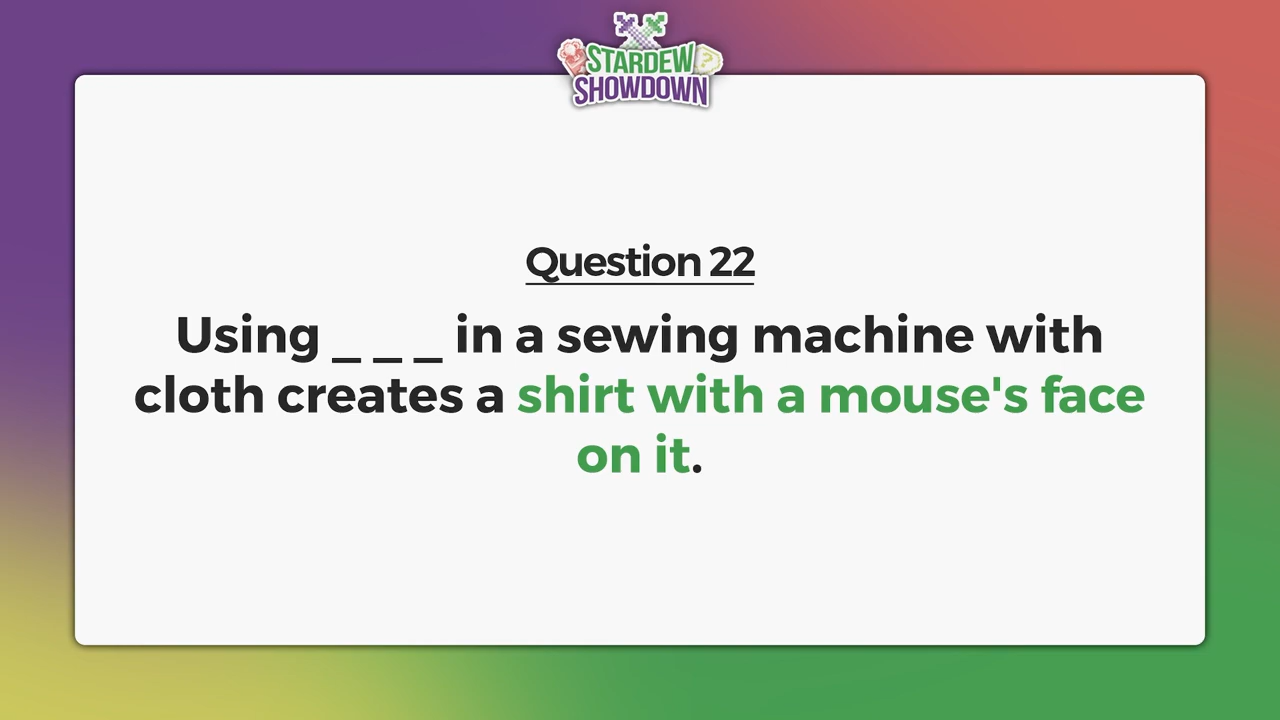 STARDEW
SHOWDOWN
Question 22
Using _ _ _ in a sewing machine with
cloth creates a shirt with a mouse's face
on it.